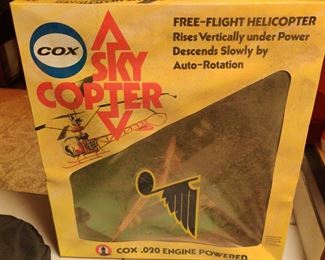 COX
SKY
COPTER
FREE-FLIGHT HELICOPTER
Rises Vertically under Power
Descends Slowly by
Auto-Rotation
COX .020 ENGINE POWERED